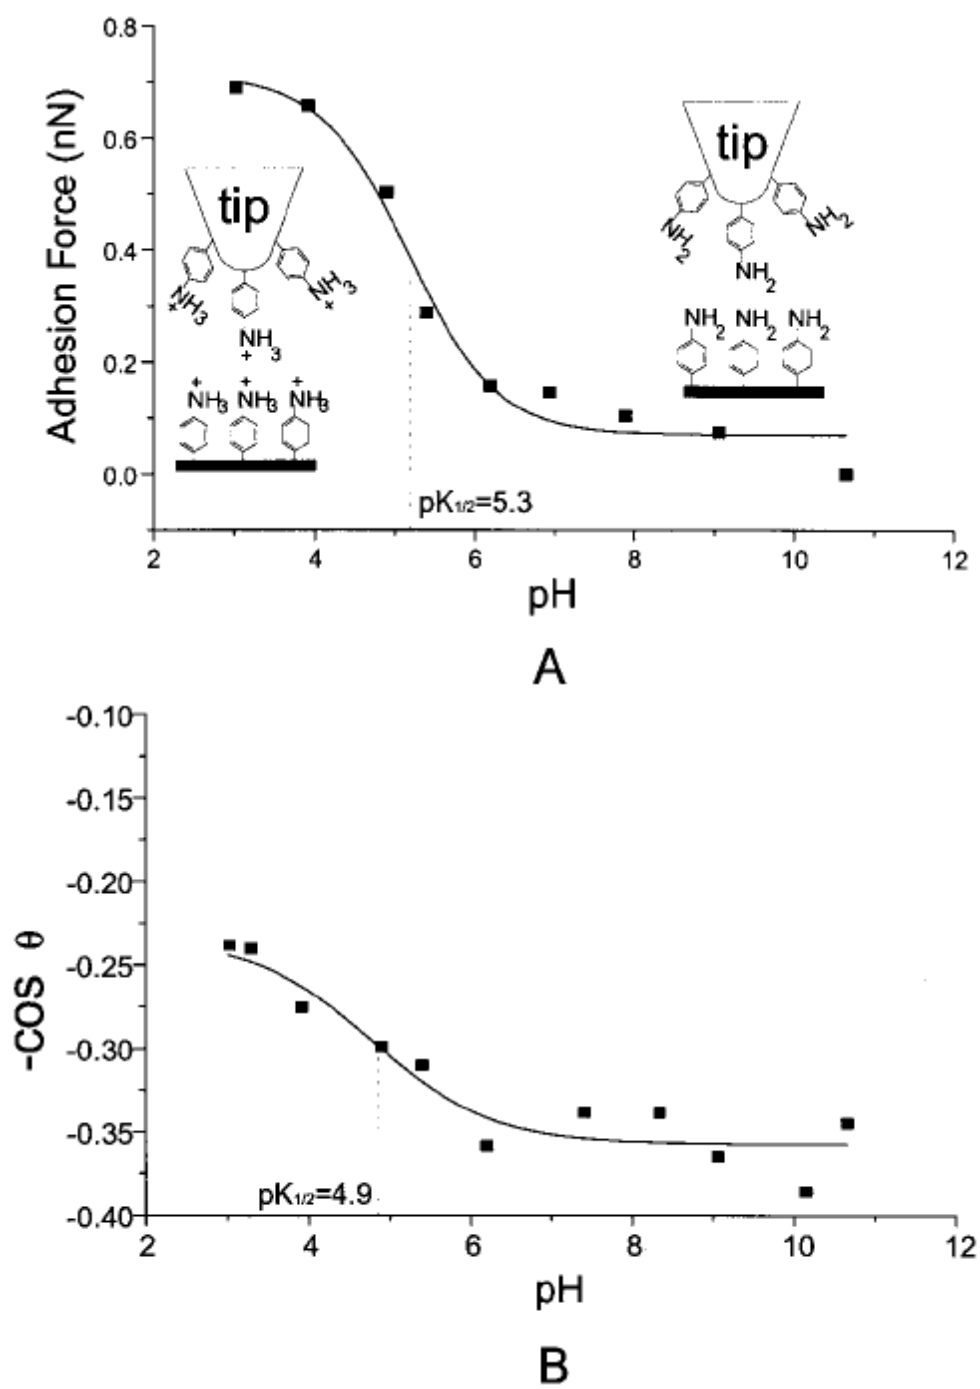 0.8
0.6
0.4
0.2
0.0
Adhesion Force (nN)
tip
NH3
+
NH3
+
NH3
+
+
NH3
+
NH3
+
NH3
tip
NH2
NH2
NH2
NH2
NH2
NH2
pK1/2=5.3
2 4 6 8 10 12
pH
A
-0.10
-0.15
-0.20
-0.25
-0.30
-0.35
-0.40
-COS θ
pK1/2=4.9
2 4 6 8 10 12
pH
B